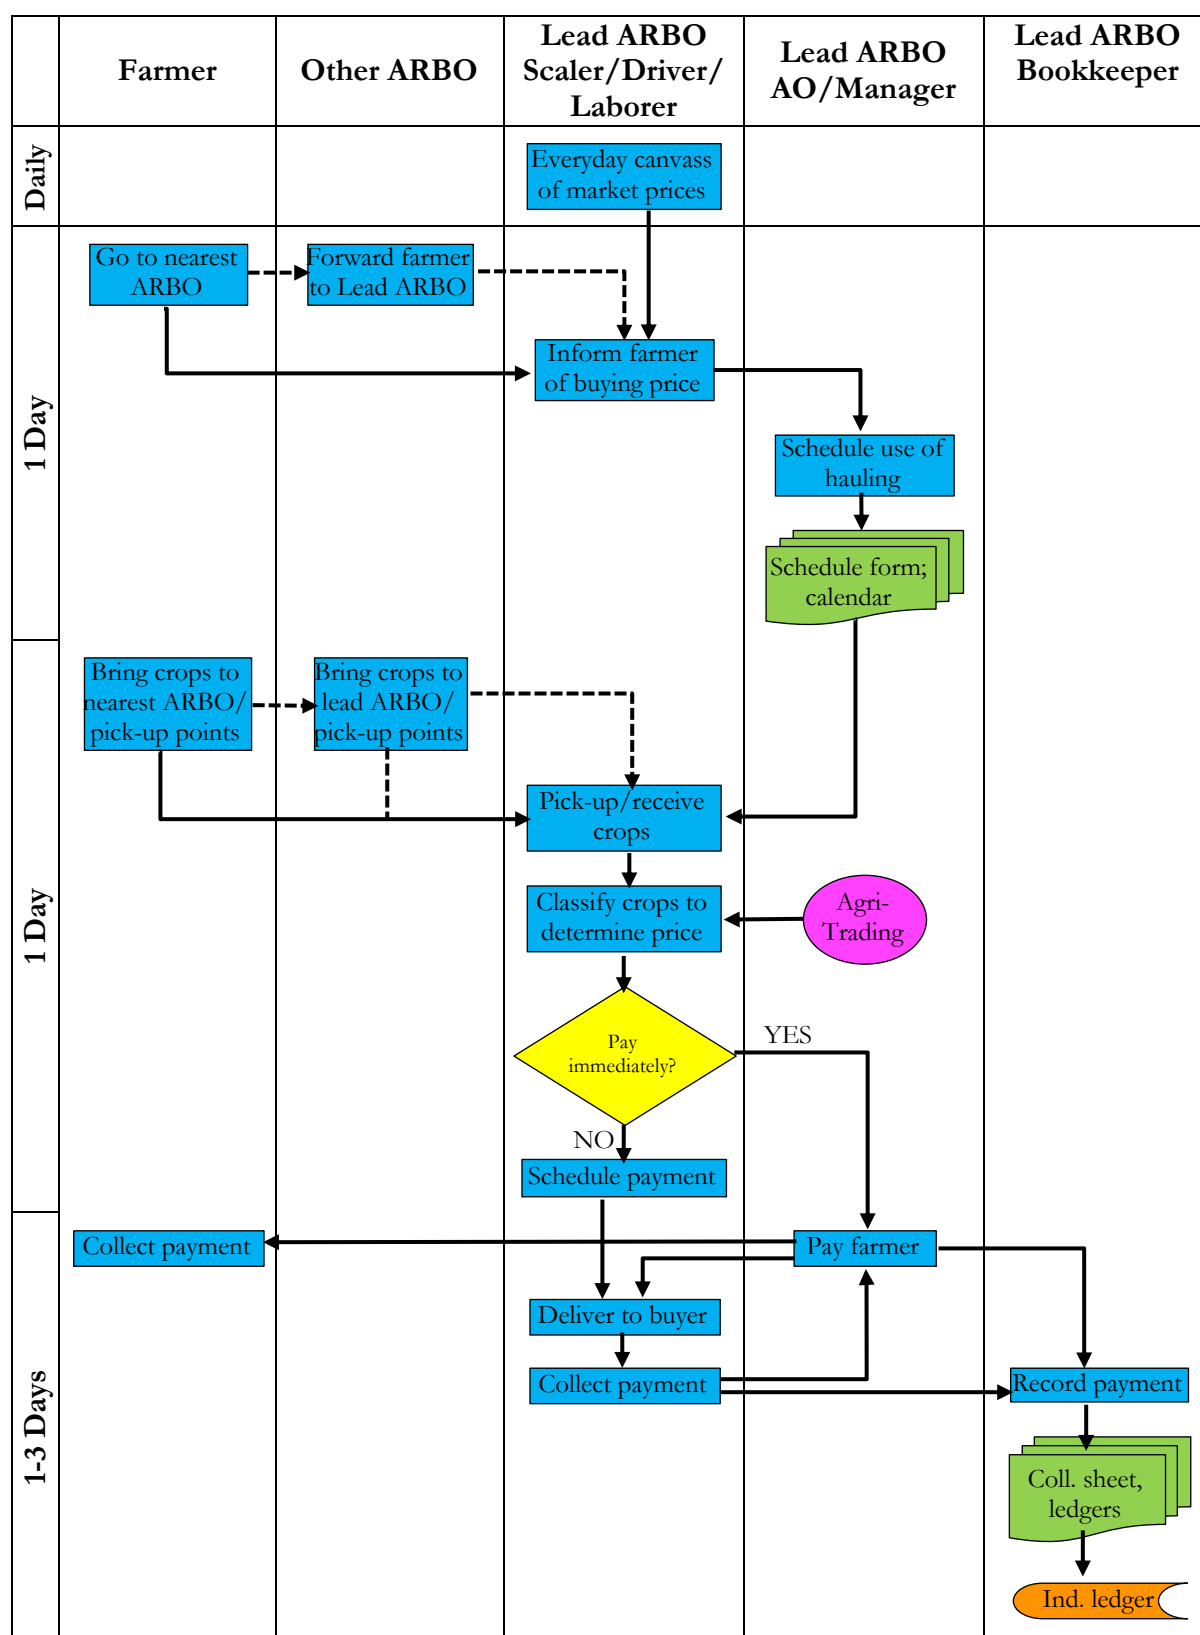 Farmer
Other ARBO
Lead ARBO
Scaler/Driver/
Laborer
Lead ARBO
AO/Manager
Lead ARBO
Bookkeeper
Daily
Everyday canvass
of market prices
1 Day
Go to nearest
ARBO
Forward farmer
to Lead ARBO
Inform farmer
of buying price
Schedule use of
hauling
Schedule form;
calendar
1 Day
Bring crops to
nearest ARBO/
pick-up points
Bring crops to
lead ARBO/
pick-up points
Pick-up/receive
crops
Classify crops to
determine price
Agri-
Trading
Pay
immediately?
YES
NO
Schedule payment
1-3 Days
Collect payment
Pay farmer
Deliver to buyer
Collect payment
Record payment
Coll. sheet,
ledgers
Ind. ledger